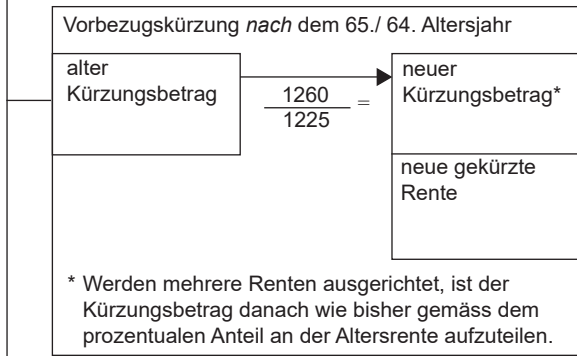 Vorbezugskürzung nach dem 65./ 64. Altersjahr
alter
Kürzungsbetrag
1260
1225
=
neuer
Kürzungsbetrag*
neue gekürzte
Rente
* Werden mehrere Renten ausgerichtet, ist der
Kürzungsbetrag danach wie bisher gemäss dem
prozentualen Anteil an der Altersrente aufzuteilen.